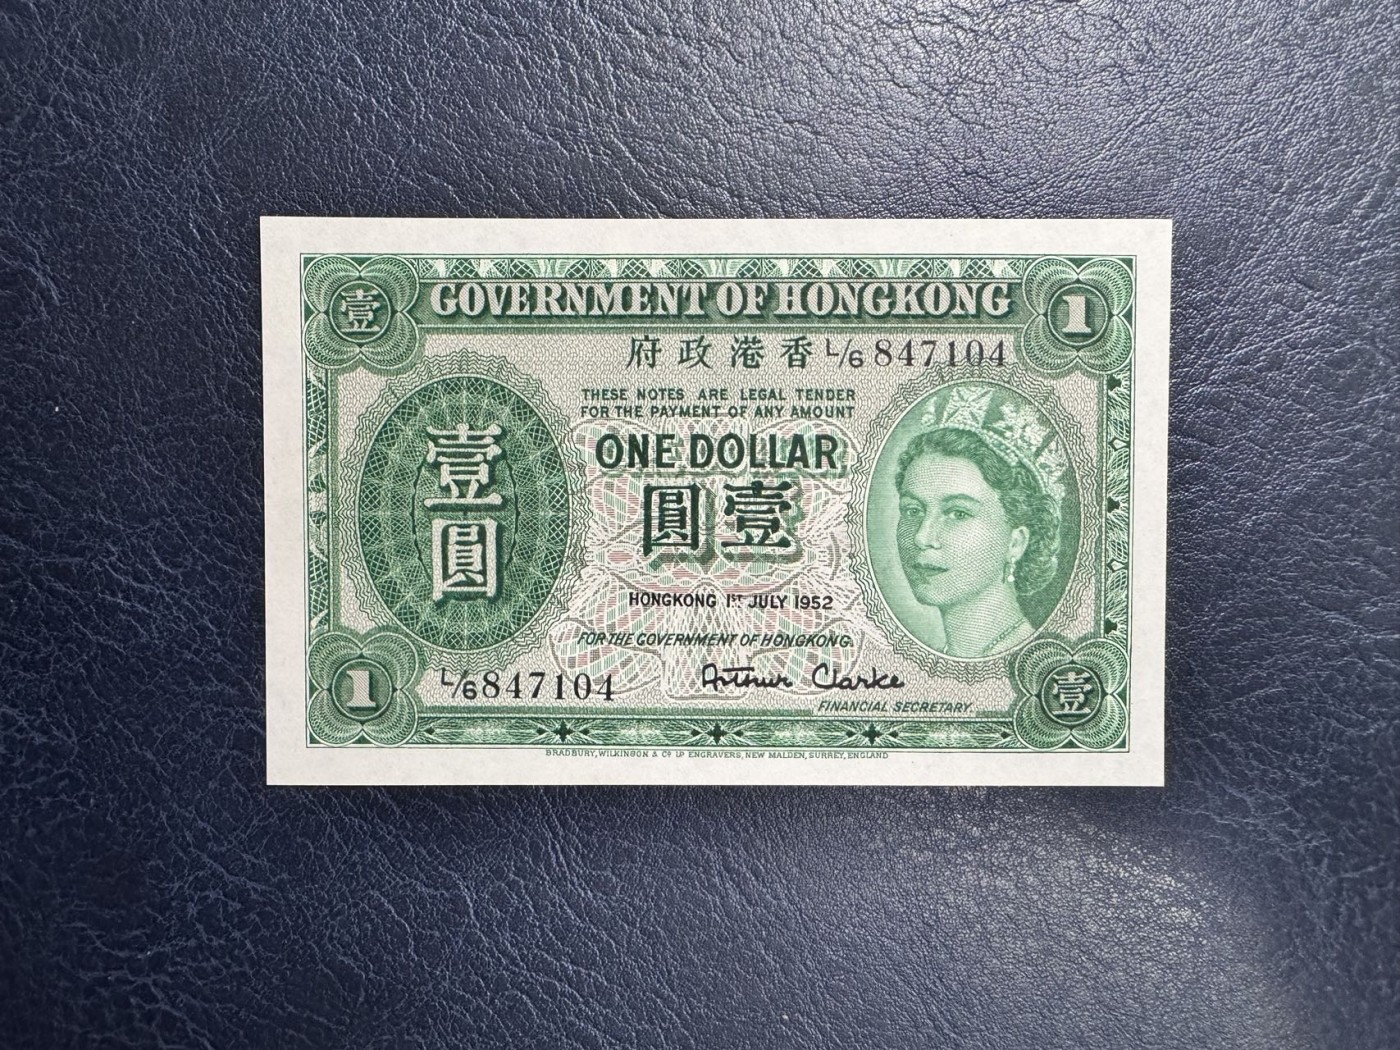 壹 GOVERNMENT OF HONGKONG 1
府政港香 L/6 847104
THESE NOTES ARE LEGAL TENDER
FOR THE PAYMENT OF ANY AMOUNT
ONE DOLLAR
圓壹
壹圓
HONGKONG 1ST JULY 1952
FOR THE GOVERNMENT OF HONGKONG.
L/6 847104
Arthur Clarke
FINANCIAL SECRETARY.
1
壹
BRADBURY, WILKINSON & Co. LD. ENGRAVERS, NEW MALDEN, SURREY, ENGLAND